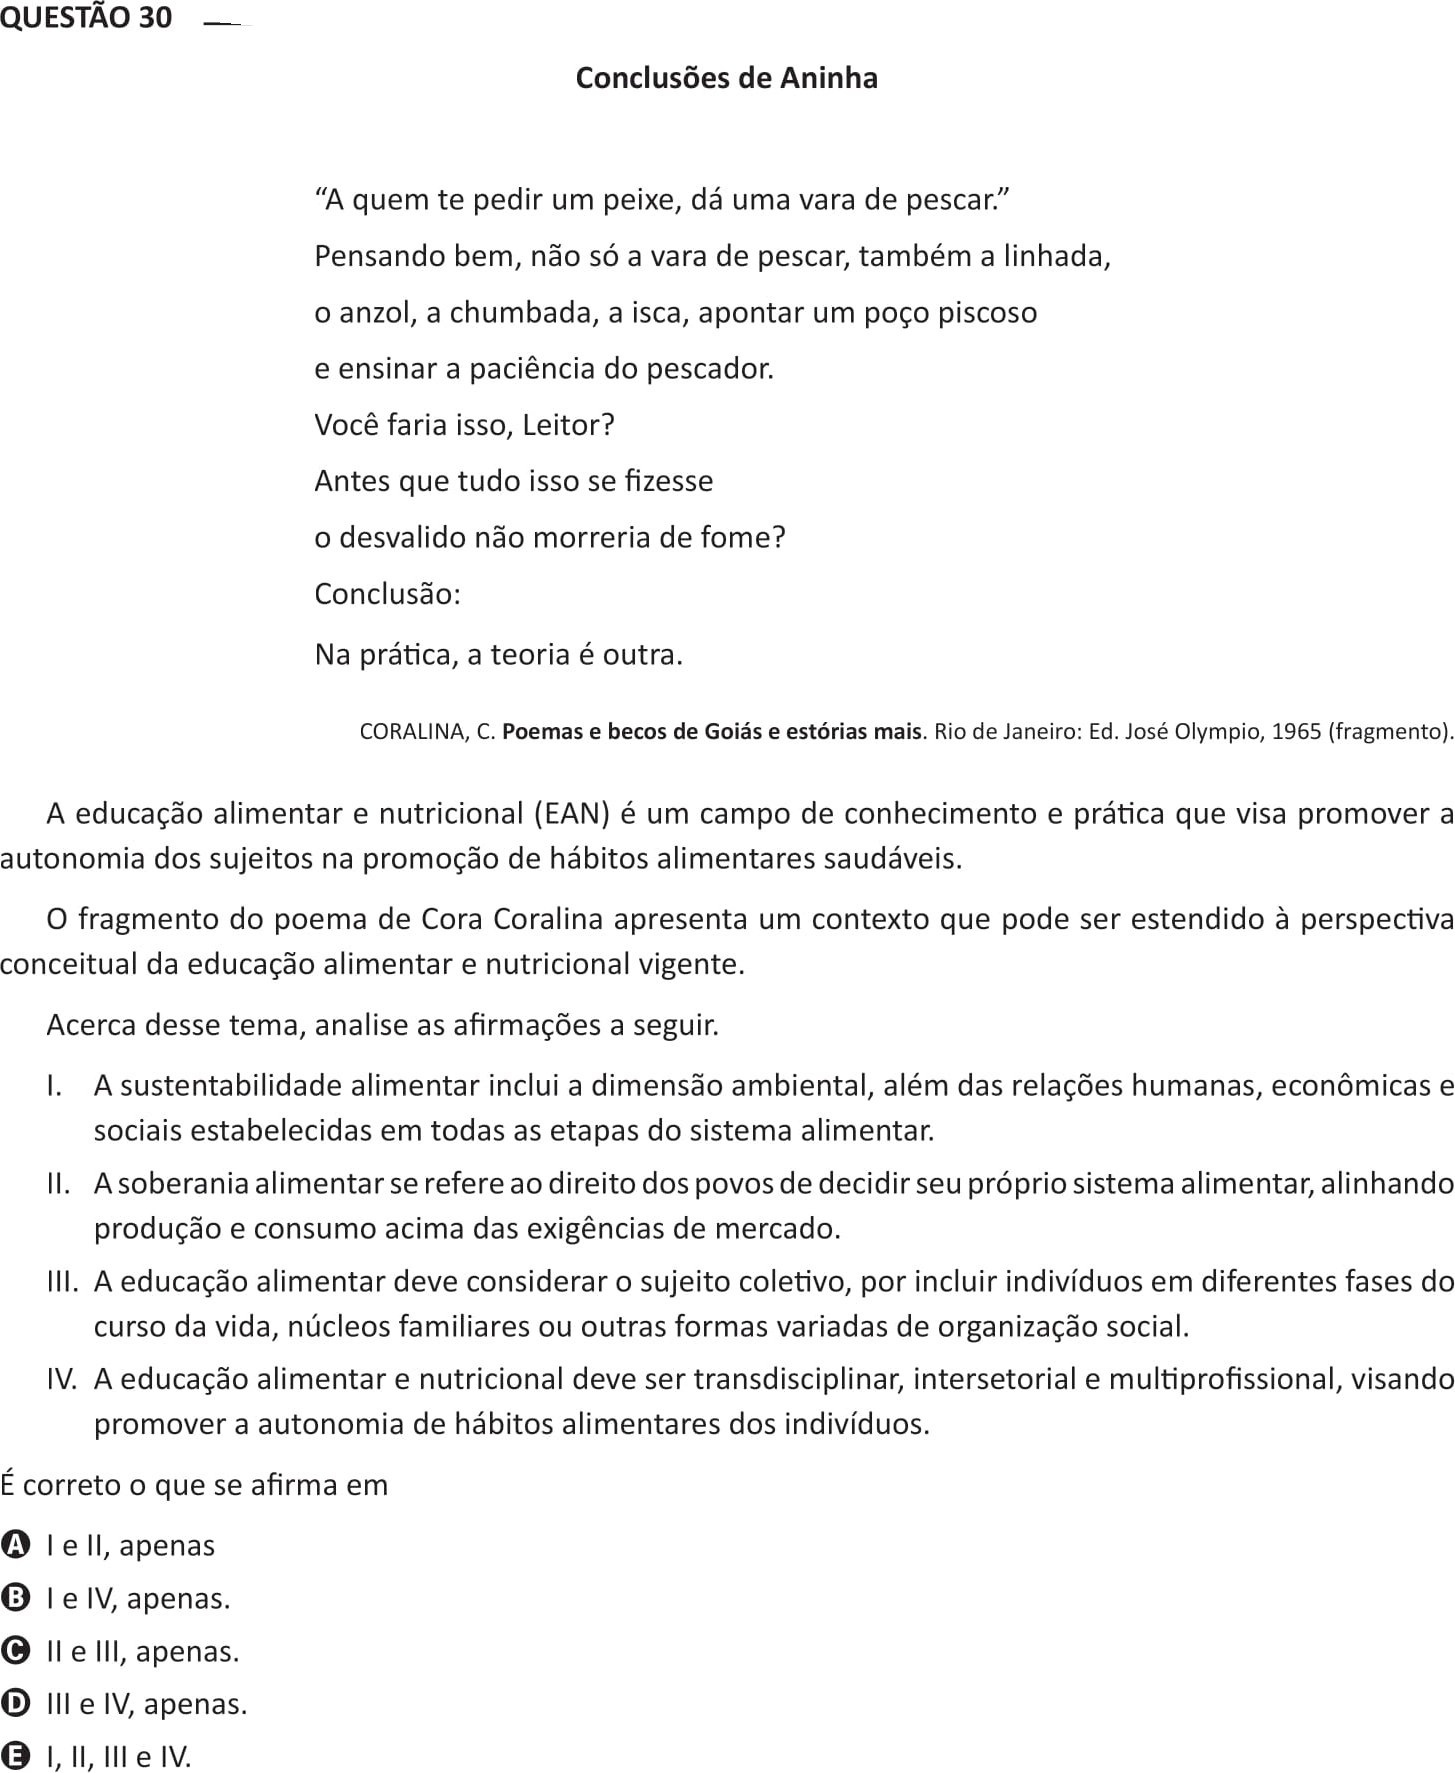 QUESTÃO 30
Conclusões de Aninha
“A quem te pedir um peixe, dá uma vara de pescar.”
Pensando bem, não só a vara de pescar, também a linhada,
o anzol, a chumbada, a isca, apontar um poço piscoso
e ensinar a paciência do pescador.
Você faria isso, Leitor?
Antes que tudo isso se fizesse
o desvalido não morreria de fome?
Conclusão:
Na prática, a teoria é outra.
CORALINA, C. Poemas e becos de Goiás e estórias mais. Rio de Janeiro: Ed. José Olympio, 1965 (fragmento).
A educação alimentar e nutricional (EAN) é um campo de conhecimento e prática que visa promover a
autonomia dos sujeitos na promoção de hábitos alimentares saudáveis.
O fragmento do poema de Cora Coralina apresenta um contexto que pode ser estendido à perspectiva
conceitual da educação alimentar e nutricional vigente.
Acerca desse tema, analise as afirmações a seguir.
I. A sustentabilidade alimentar inclui a dimensão ambiental, além das relações humanas, econômicas e
sociais estabelecidas em todas as etapas do sistema alimentar.
II. A soberania alimentar se refere ao direito dos povos de decidir seu próprio sistema alimentar, alinhando
produção e consumo acima das exigências de mercado.
III. A educação alimentar deve considerar o sujeito coletivo, por incluir indivíduos em diferentes fases do
curso da vida, núcleos familiares ou outras formas variadas de organização social.
IV. A educação alimentar e nutricional deve ser transdisciplinar, intersetorial e multiprofissional, visando
promover a autonomia de hábitos alimentares dos indivíduos.
É correto o que se afirma em
A I e II, apenas
B I e IV, apenas.
C II e III, apenas.
D III e IV, apenas.
E I, II, III e IV.